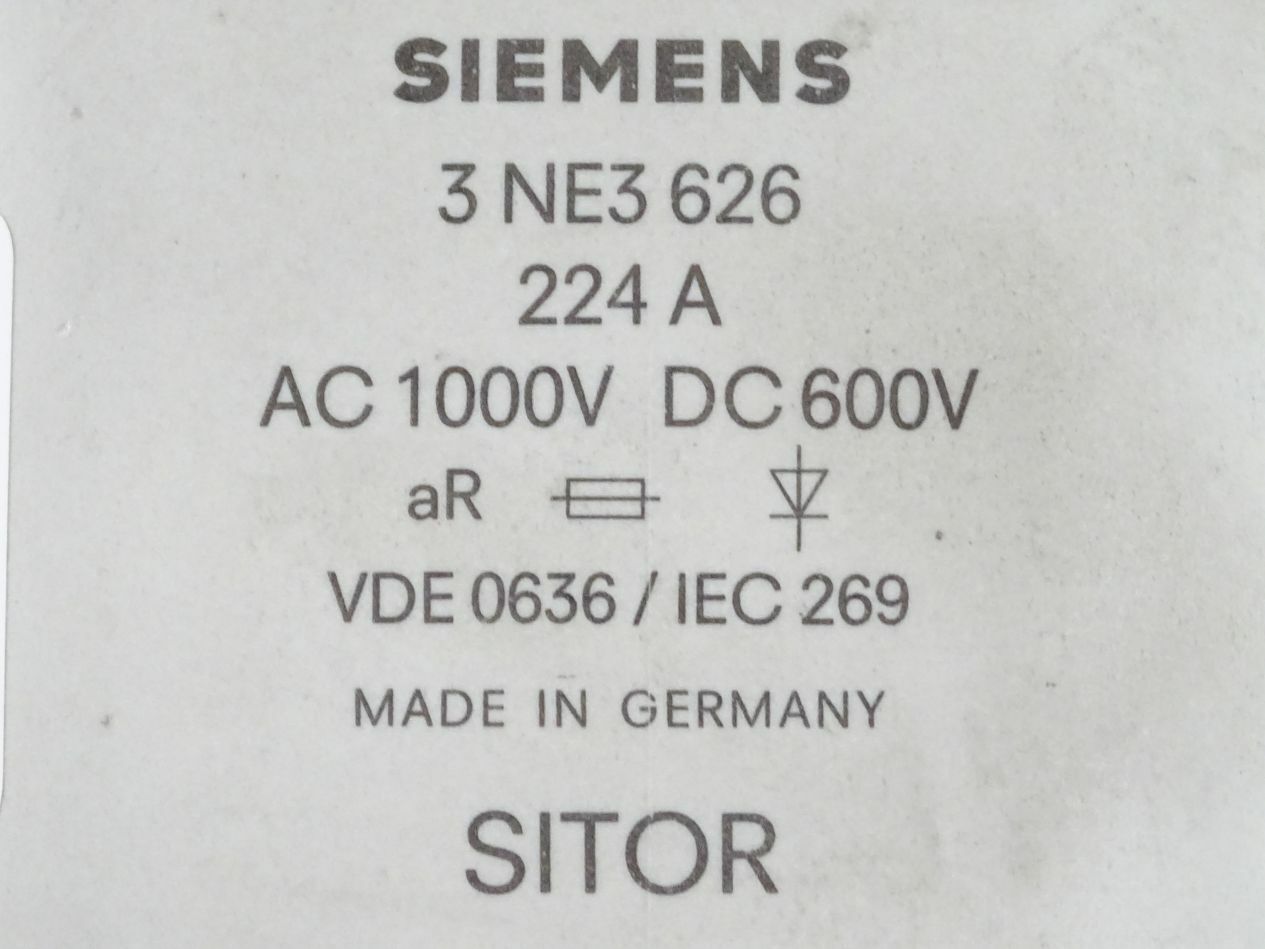 SIEMENS
3 NE3 626
224 A
AC 1000V DC 600V
aR
VDE 0636 / IEC 269
MADE IN GERMANY
SITOR